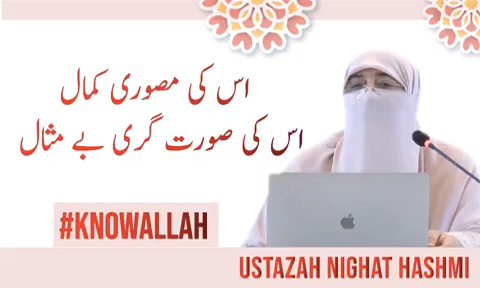 اس کی مصوری کمال
اس کی صورت گری بے مثال
#KNOWALLAH
USTAZAH NIGHAT HASHMI